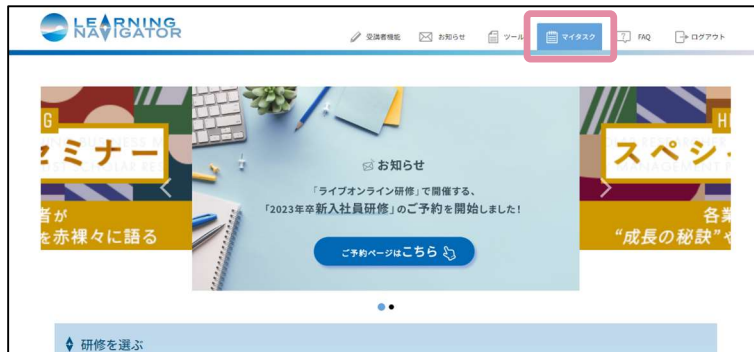 LEARNING
NAVIGATOR
受講者機能
お知らせ
ツール
マイタスク
FAQ
ログアウト
お知らせ
「ライブオンライン研修」で開催する、
「2023年卒新入社員研修」のご予約を開始しました!
ご予約ページはこちら
G
ミナー
者が
を赤裸々に語る
H
スペシ
各業
“成長の秘訣”や
研修を選ぶ